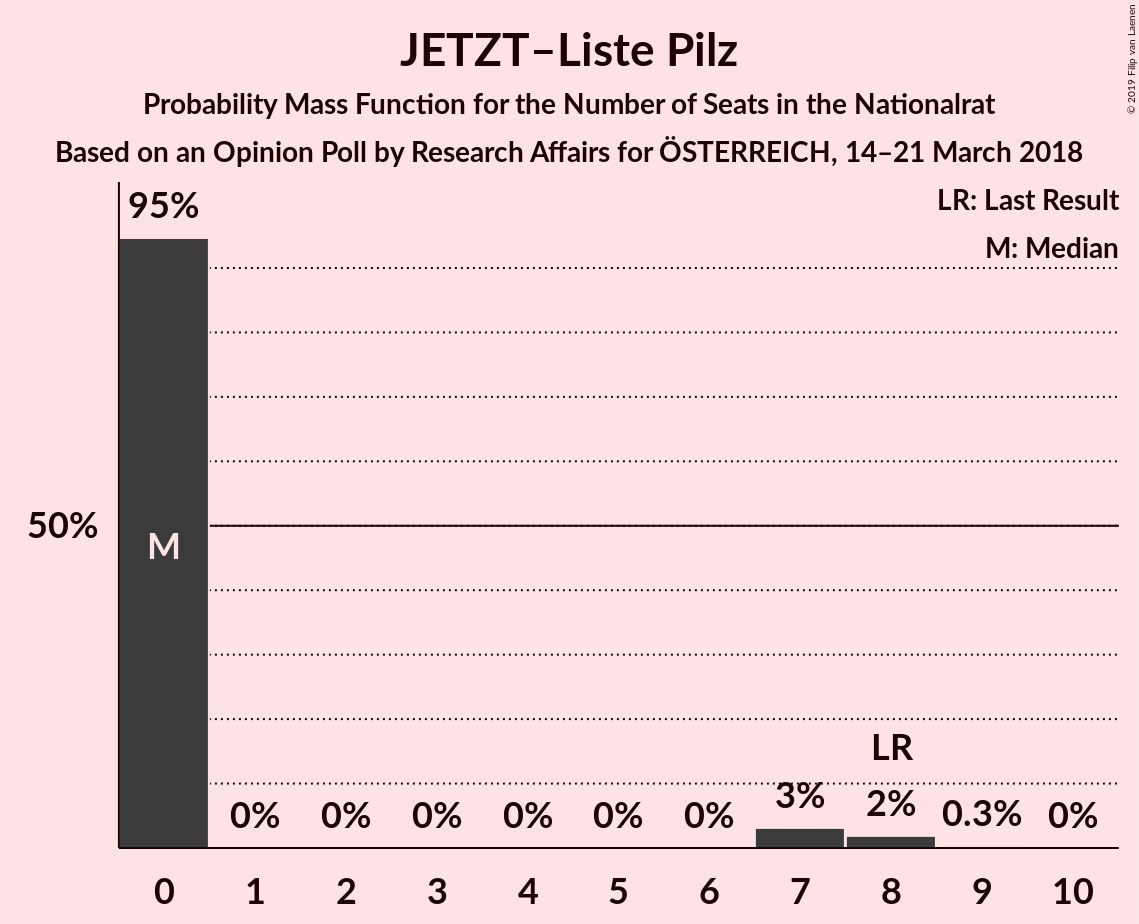 JETZT–Liste Pilz
Probability Mass Function for the Number of Seats in the Nationalrat
Based on an Opinion Poll by Research Affairs for ÖSTERREICH, 14–21 March 2018
© 2019 Filip van Laenen
LR: Last Result
M: Median
95%
50%
M
LR
0% 0% 0% 0% 0% 0% 3% 2% 0.3% 0%
0 1 2 3 4 5 6 7 8 9 10